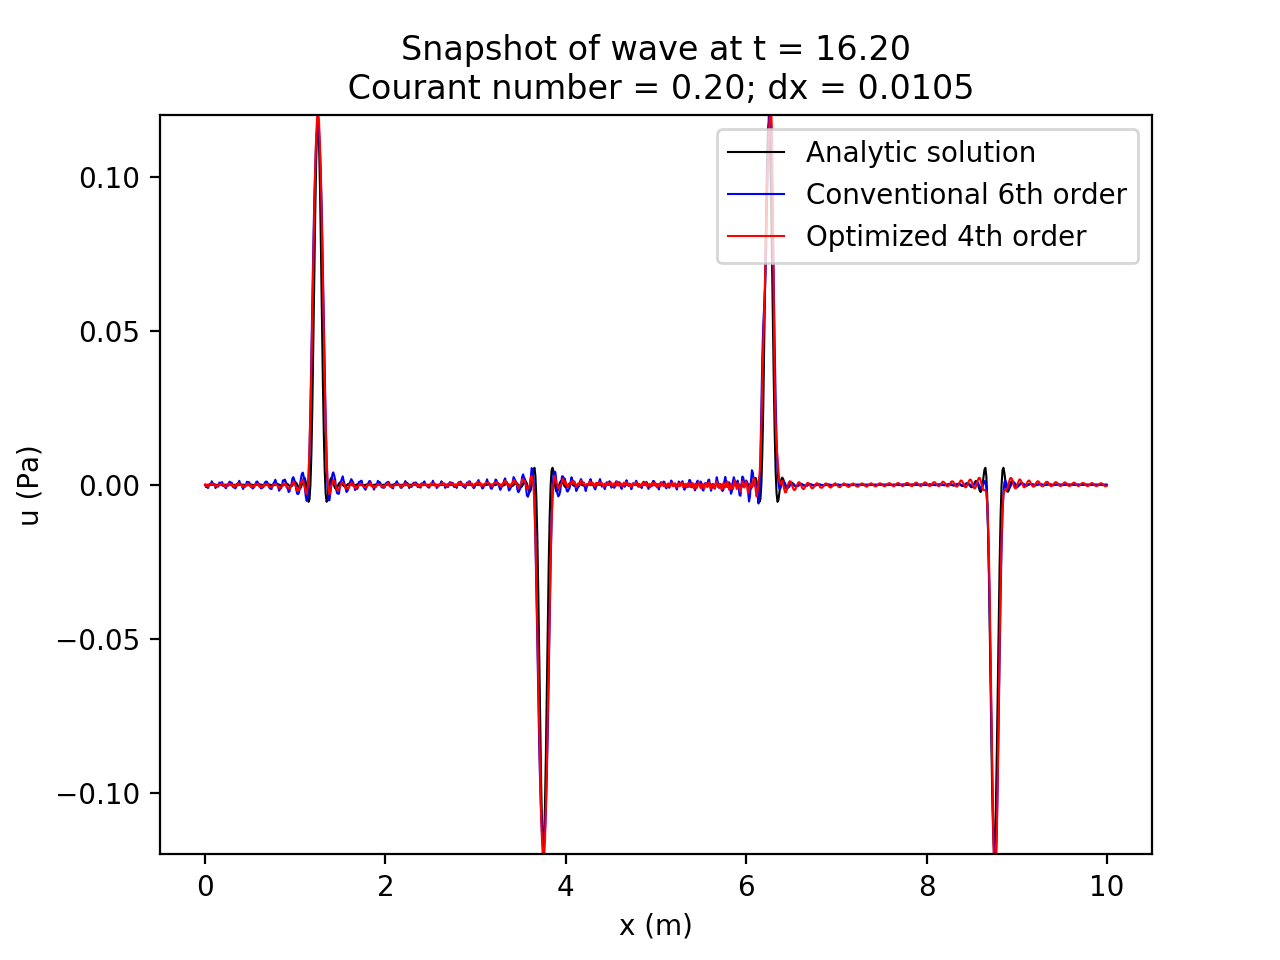 Snapshot of wave at t = 16.20
Courant number = 0.20; dx = 0.0105
Analytic solution
Conventional 6th order
Optimized 4th order
0.10
0.05
0.00
−0.05
−0.10
u (Pa)
0 2 4 6 8 10
x (m)